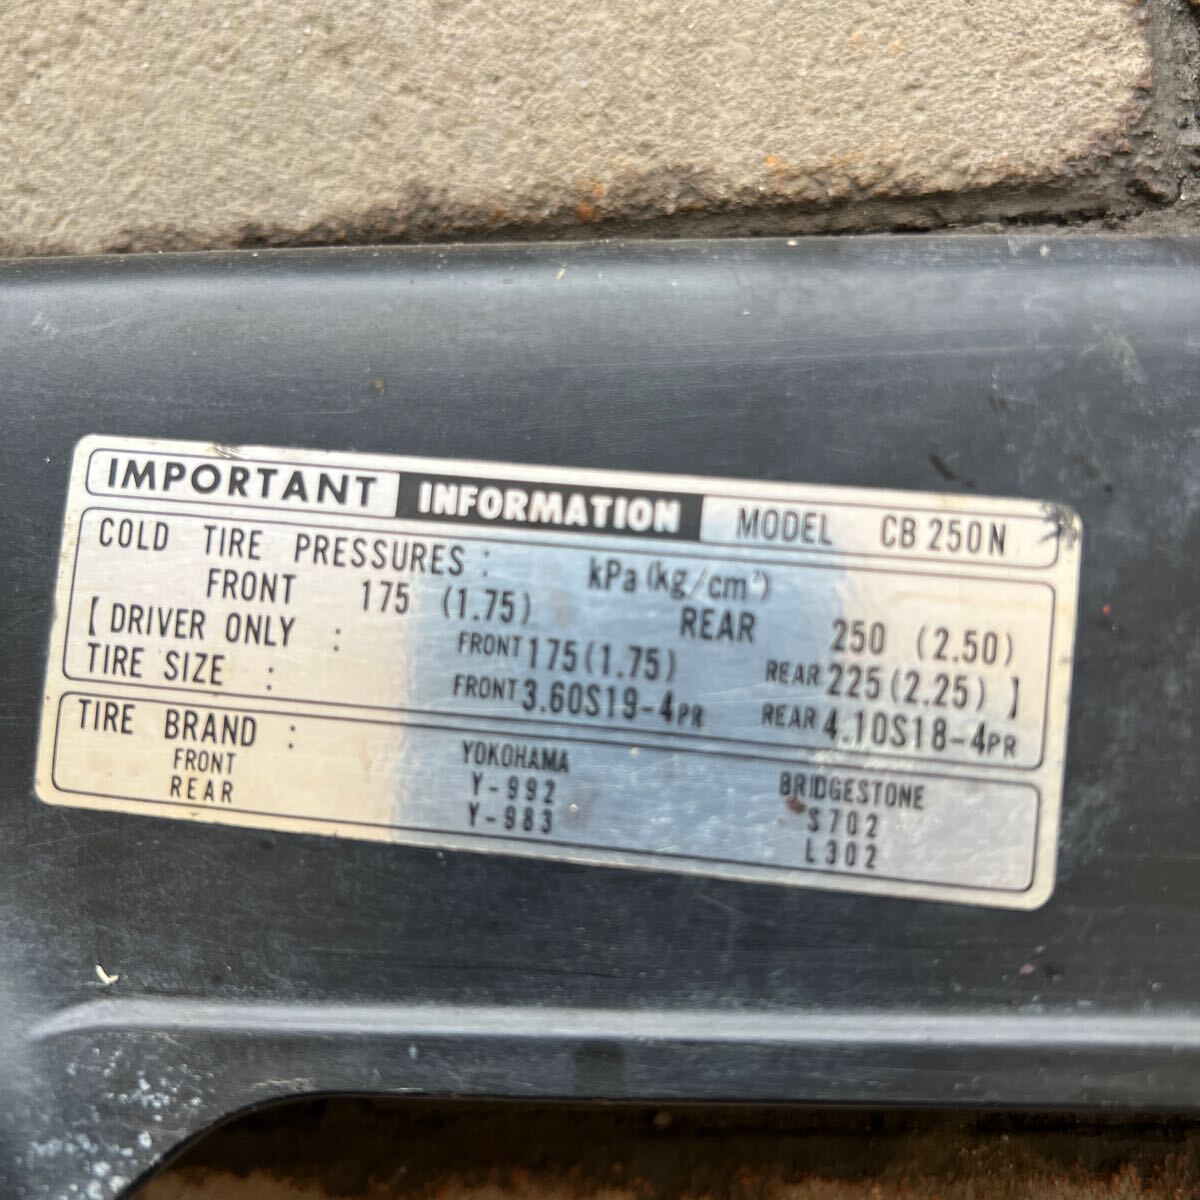 IMPORTANT INFORMATION MODEL CB 250N
COLD TIRE PRESSURES : kPa (kg/cm²)
FRONT 175 (1.75) REAR 250 (2.50)
[ DRIVER ONLY : FRONT 175 (1.75) REAR 225 (2.25) ]
TIRE SIZE : FRONT 3.60S19-4PR REAR 4.10S18-4PR
TIRE BRAND : YOKOHAMA BRIDGESTONE
FRONT Y-992 S702
REAR Y-983 L302